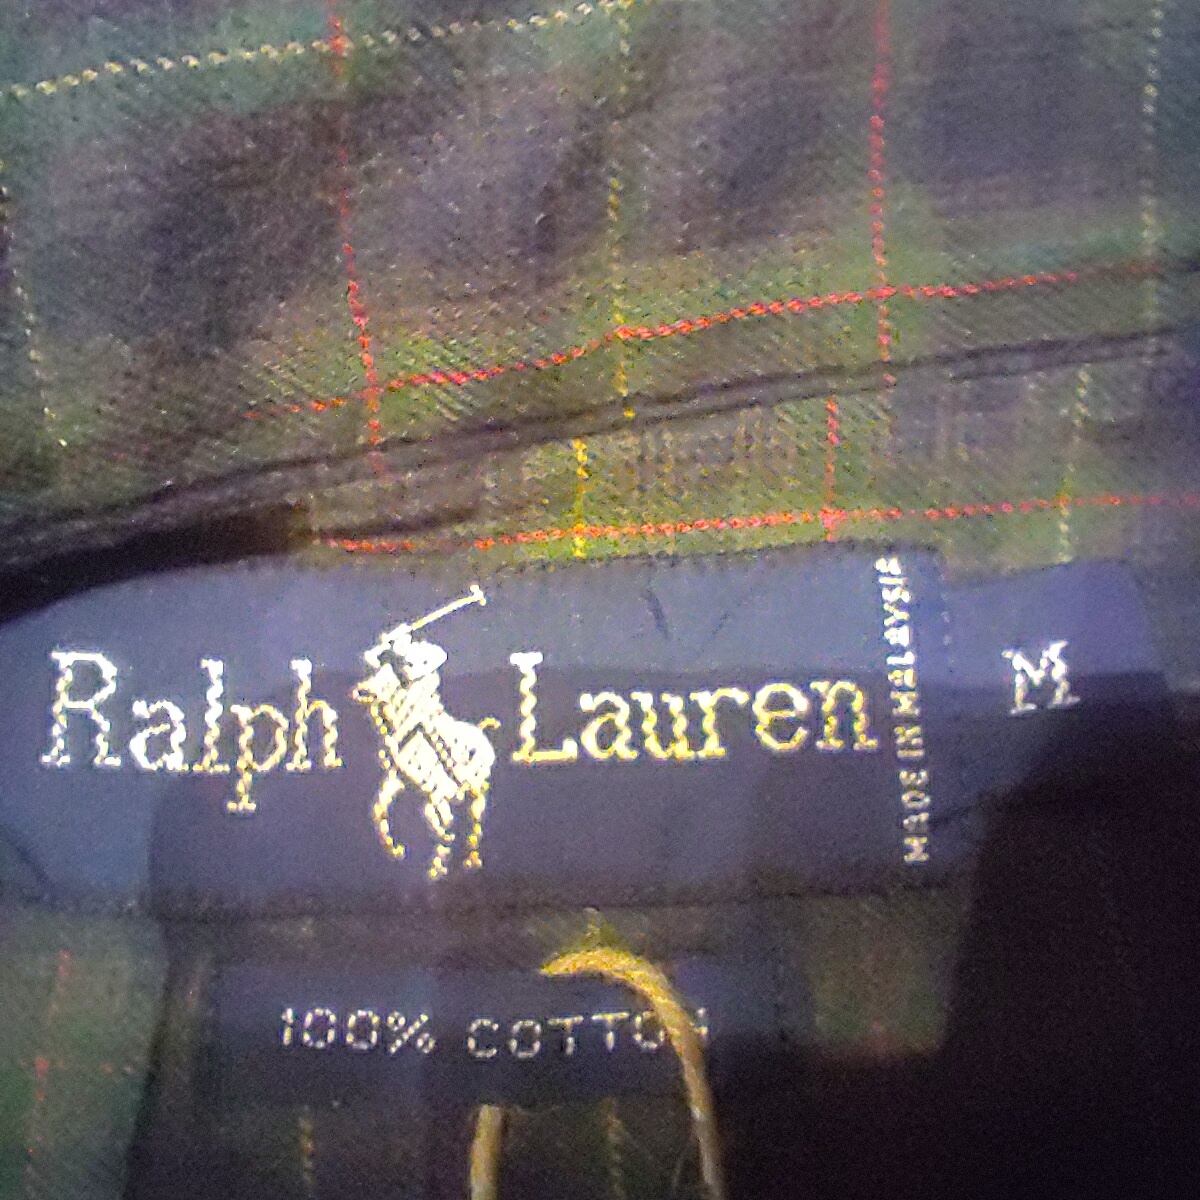 Ralph Lauren
MADE IN MALAYSIA
M
100% COTTON